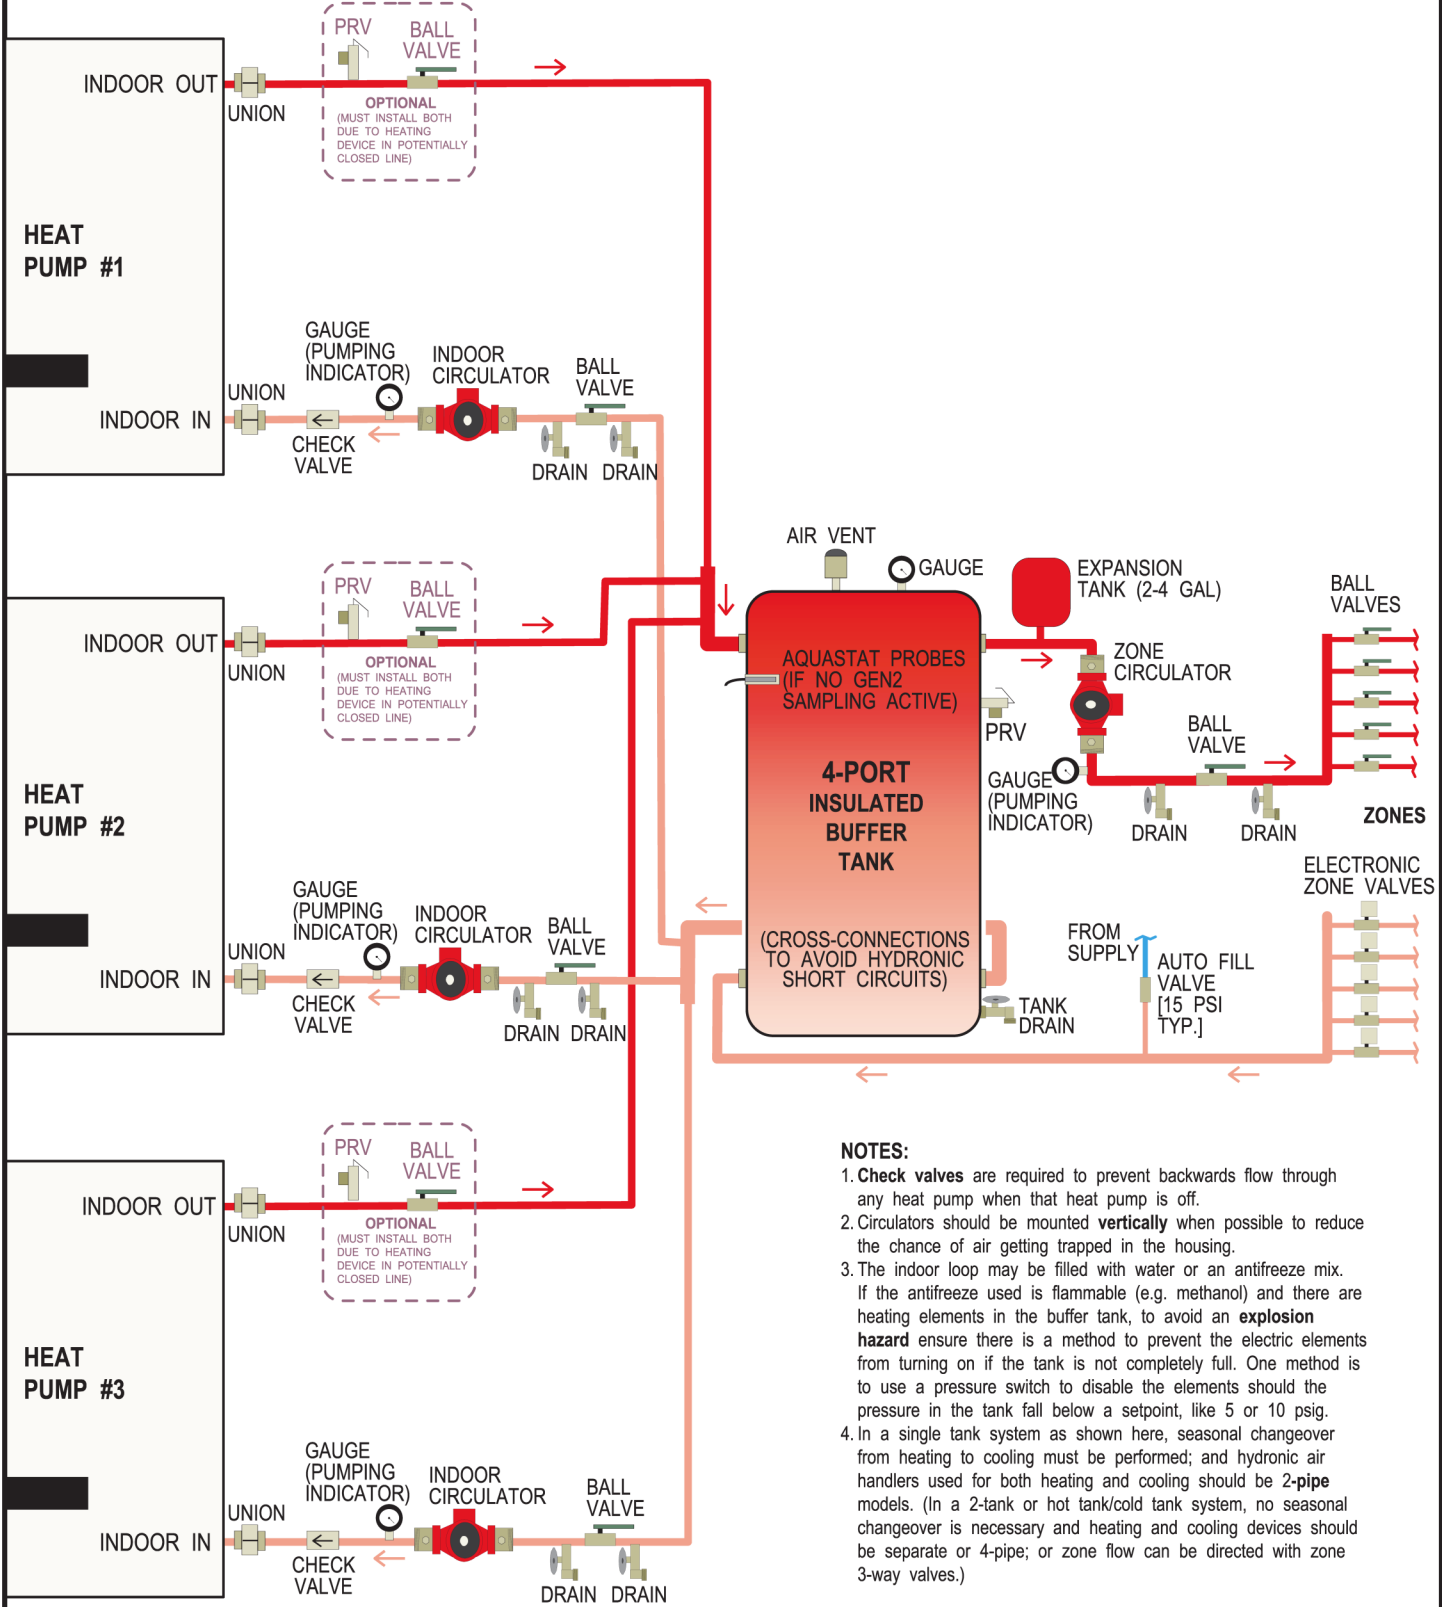 PRV
BALL
VALVE
INDOOR OUT
UNION
OPTIONAL
(MUST INSTALL BOTH
DUE TO HEATING
DEVICE IN POTENTIALLY
CLOSED LINE)
HEAT
PUMP #1
GAUGE
(PUMPING
INDICATOR)
INDOOR
CIRCULATOR
BALL
VALVE
UNION
INDOOR IN
CHECK
VALVE
DRAIN
DRAIN
PRV
BALL
VALVE
INDOOR OUT
UNION
OPTIONAL
(MUST INSTALL BOTH
DUE TO HEATING
DEVICE IN POTENTIALLY
CLOSED LINE)
HEAT
PUMP #2
GAUGE
(PUMPING
INDICATOR)
INDOOR
CIRCULATOR
BALL
VALVE
UNION
INDOOR IN
CHECK
VALVE
DRAIN
DRAIN
PRV
BALL
VALVE
INDOOR OUT
UNION
OPTIONAL
(MUST INSTALL BOTH
DUE TO HEATING
DEVICE IN POTENTIALLY
CLOSED LINE)
HEAT
PUMP #3
GAUGE
(PUMPING
INDICATOR)
INDOOR
CIRCULATOR
BALL
VALVE
UNION
INDOOR IN
CHECK
VALVE
DRAIN
DRAIN
AIR VENT
GAUGE
EXPANSION
TANK (2-4 GAL)
BALL
VALVES
AQUASTAT PROBES
(IF NO GEN2
SAMPLING ACTIVE)
ZONE
CIRCULATOR
PRV
BALL
VALVE
4-PORT
INSULATED
BUFFER
TANK
GAUGE
(PUMPING
INDICATOR)
DRAIN
DRAIN
ZONES
ELECTRONIC
ZONE VALVES
(CROSS-CONNECTIONS
TO AVOID HYDRONIC
SHORT CIRCUITS)
FROM
SUPPLY
AUTO FILL
VALVE
[15 PSI
TYP.]
TANK
DRAIN
NOTES:
1. Check valves are required to prevent backwards flow through
any heat pump when that heat pump is off.
2. Circulators should be mounted vertically when possible to reduce
the chance of air getting trapped in the housing.
3. The indoor loop may be filled with water or an antifreeze mix.
If the antifreeze used is flammable (e.g. methanol) and there are
heating elements in the buffer tank, to avoid an explosion
hazard ensure there is a method to prevent the electric elements
from turning on if the tank is not completely full. One method is
to use a pressure switch to disable the elements should the
pressure in the tank fall below a setpoint, like 5 or 10 psig.
4. In a single tank system as shown here, seasonal changeover
from heating to cooling must be performed; and hydronic air
handlers used for both heating and cooling should be 2-pipe
models. (In a 2-tank or hot tank/cold tank system, no seasonal
changeover is necessary and heating and cooling devices should
be separate or 4-pipe; or zone flow can be directed with zone
3-way valves.)